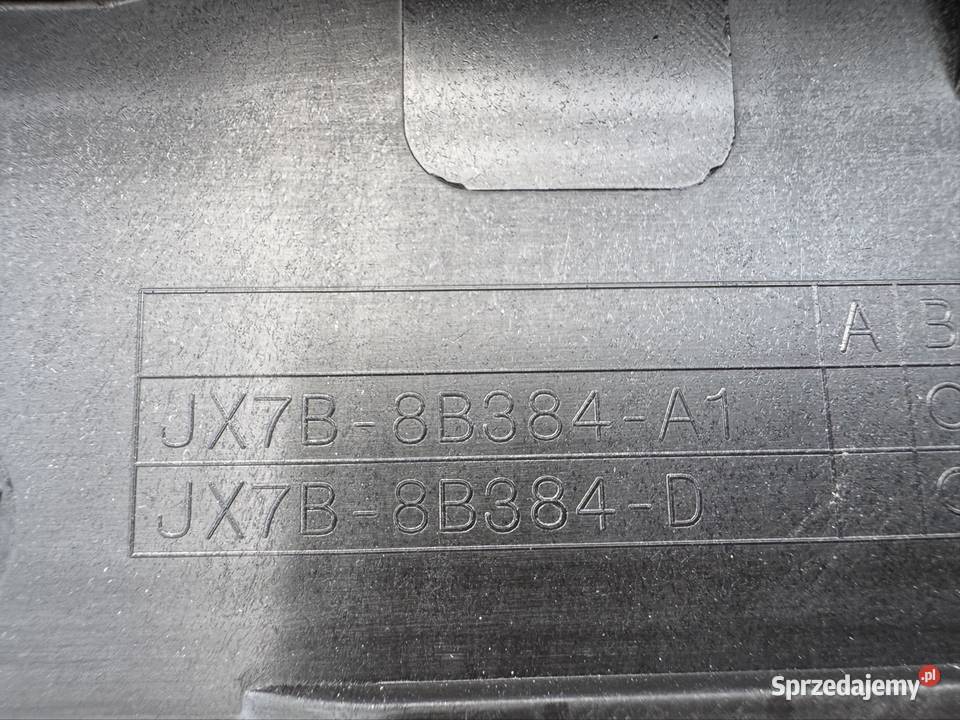 A B
JX7B-8B384-A1
JX7B-8B384-D
Sprzedajemy.pl